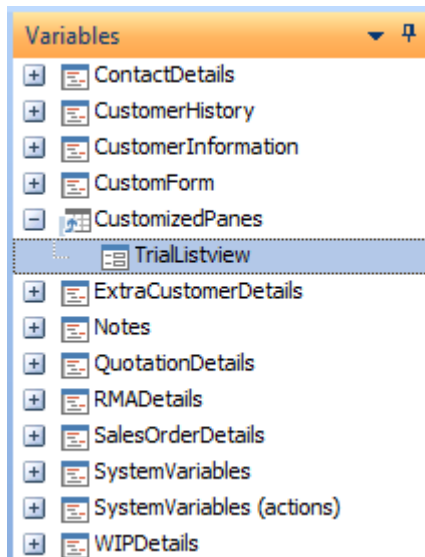 Variables
ContactDetails
CustomerHistory
CustomerInformation
CustomForm
CustomizedPanes
TrialListview
ExtraCustomerDetails
Notes
QuotationDetails
RMADetails
SalesOrderDetails
SystemVariables
SystemVariables (actions)
WIPDetails